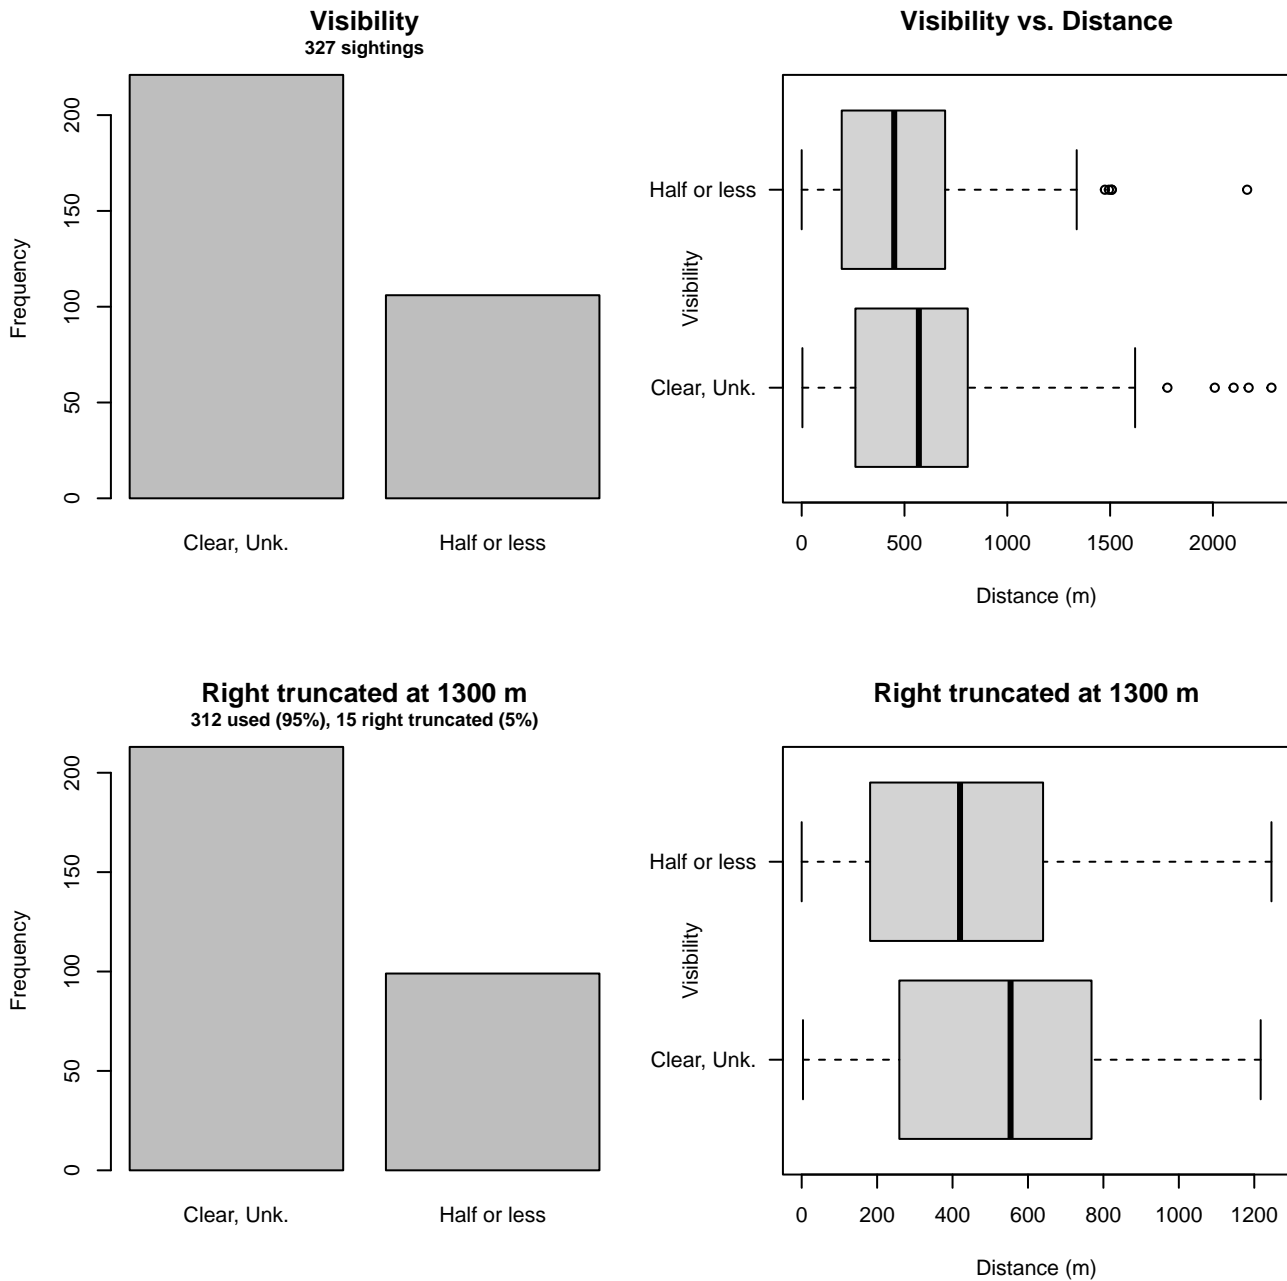 Visibility
327 sightings
Frequency
0
50
100
150
200
Clear, Unk.
Half or less
Visibility vs. Distance
Visibility
Half or less
Clear, Unk.
0 500 1000 1500 2000
Distance (m)
Right truncated at 1300 m
312 used (95%), 15 right truncated (5%)
Frequency
0
50
100
150
200
Clear, Unk.
Half or less
Right truncated at 1300 m
Visibility
Half or less
Clear, Unk.
0 200 400 600 800 1000 1200
Distance (m)